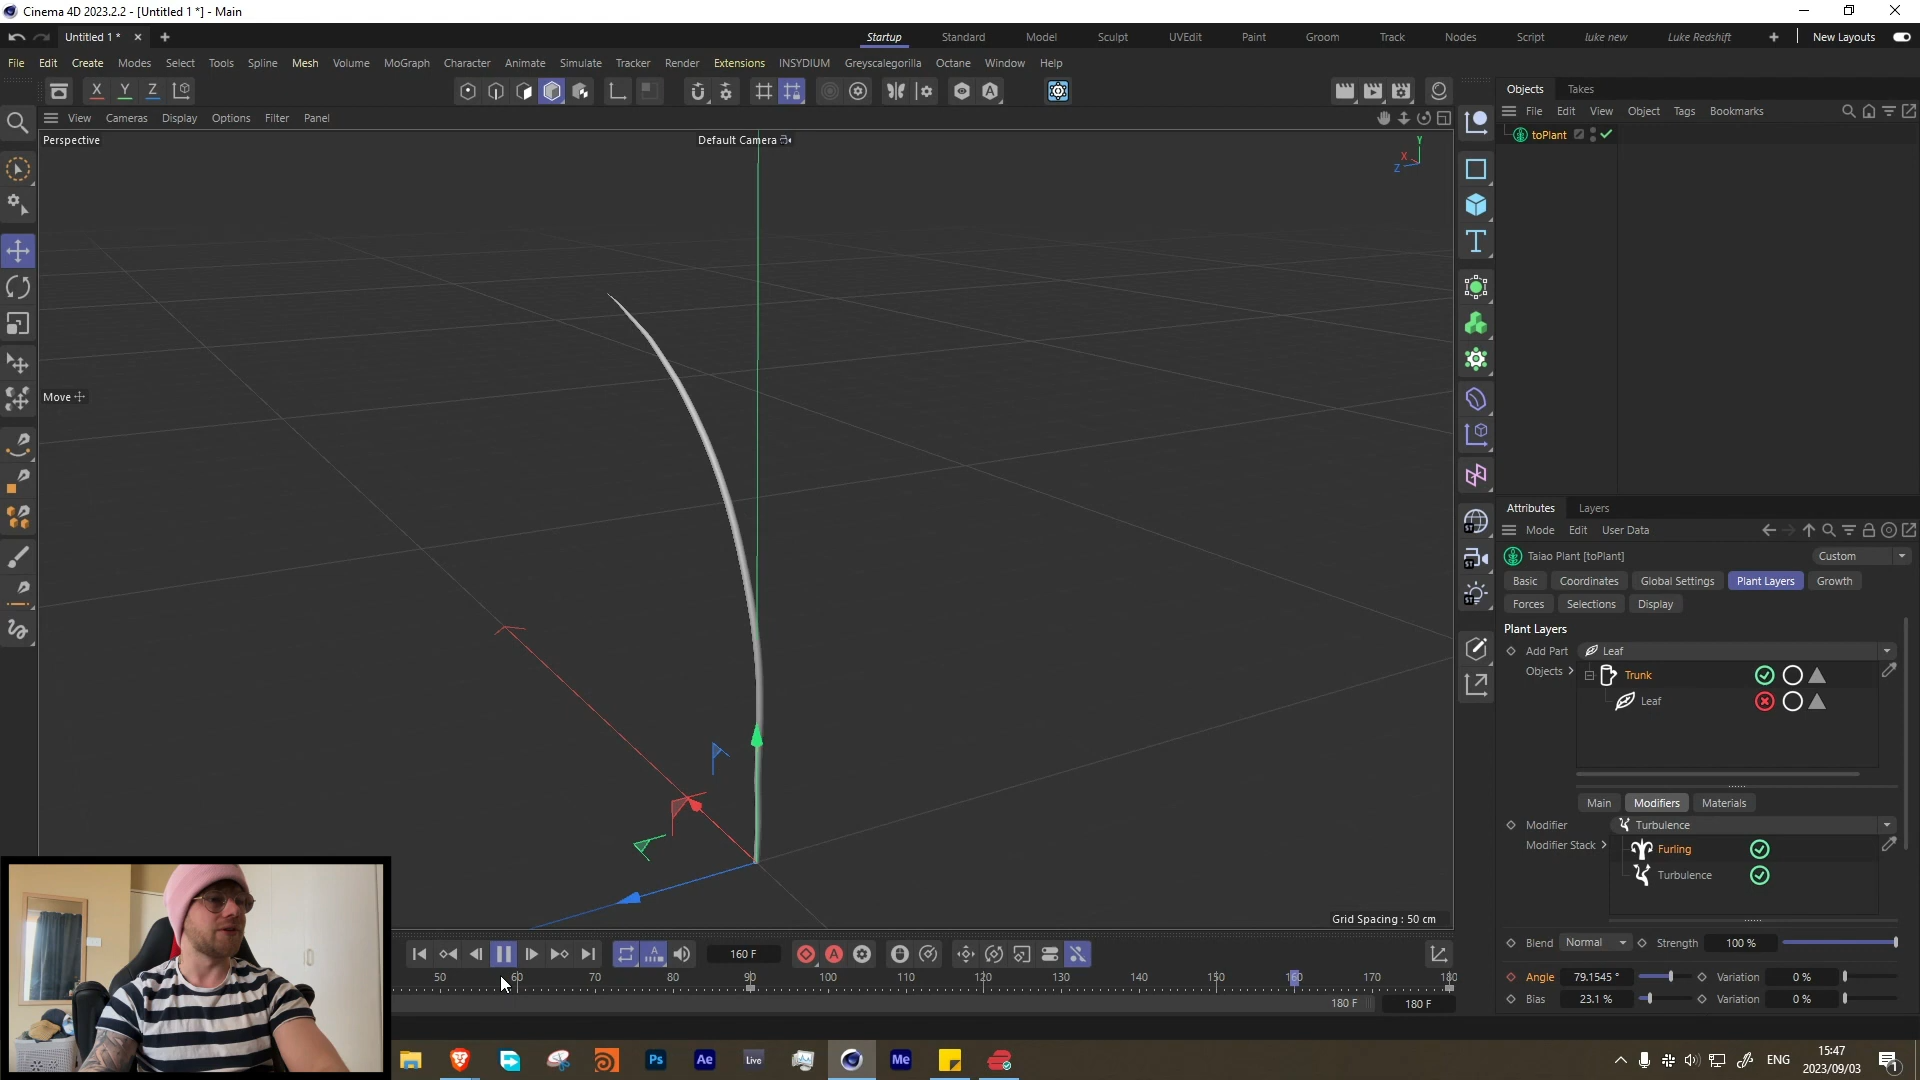 Cinema 4D 2023.2.2 - [Untitled 1 *] - Main
Untitled 1 *
Startup Standard Model Sculpt UVEdit Paint Groom Track Nodes Script luke new Luke Redshift New Layouts
File Edit Create Modes Select Tools Spline Mesh Volume MoGraph Character Animate Simulate Tracker Render Extensions INSYDIUM Greyscalegorilla Octane Window Help
X Y Z
Objects Takes
View Cameras Display Options Filter Panel
File Edit View Object Tags Bookmarks
Perspective
Default Camera
Y
X
Z
toPlant
Move
Attributes Layers
Mode Edit User Data
Taiao Plant [toPlant]
Custom
Basic Coordinates Global Settings Plant Layers Growth
Forces Selections Display
Plant Layers
Add Part Leaf
Objects Trunk
Leaf
Main Modifiers Materials
Modifier Turbulence
Modifier Stack Furling
Turbulence
Grid Spacing : 50 cm
Blend Normal Strength 100 %
Angle 79.1545 ° Variation 0 %
Bias 23.1 % Variation 0 %
160 F
50 60 70 80 90 100 110 120 130 140 150 160 170 180
180 F 180 F
Ps Ae Live Me
ENG
15:47
2023/09/03
1